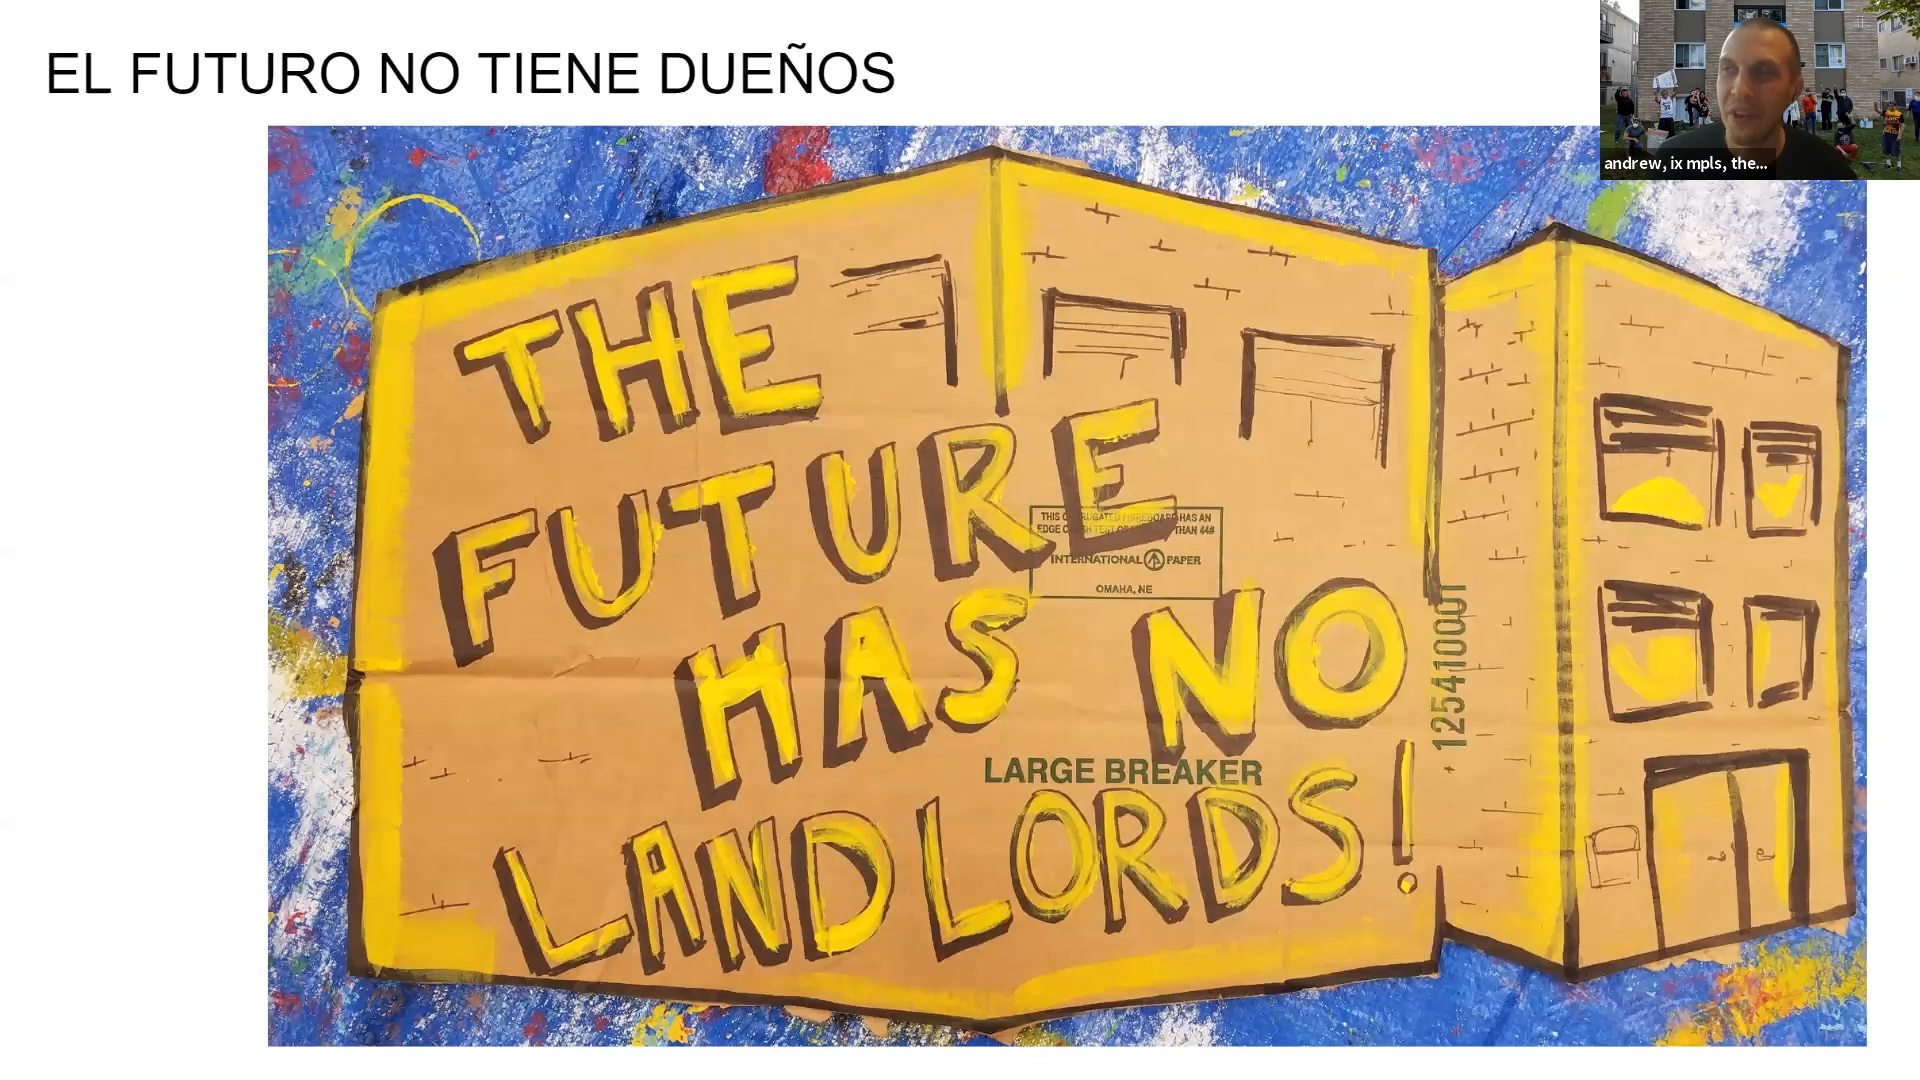 EL FUTURO NO TIENE DUEÑOS
andrew, ix mpls, the...
THE
FUTURE
HAS NO
LANDLORDS!
INTERNATIONAL PAPER
OMAHA, NE
LARGE BREAKER
125410001